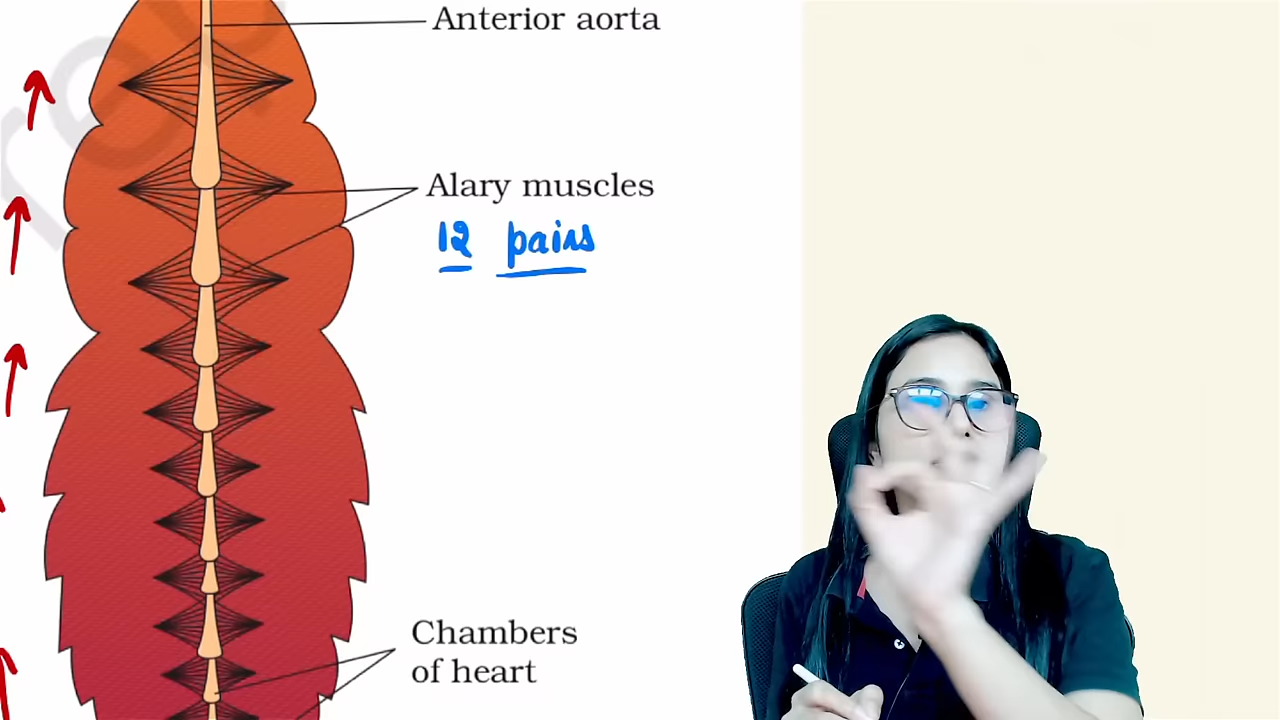 Anterior aorta
Alary muscles
12 pairs
Chambers
of heart